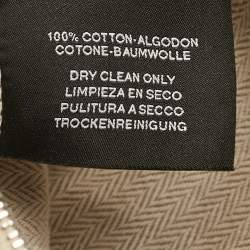 100% COTTON-ALGODON
COTONE-BAUMWOLLE
DRY CLEAN ONLY
LIMPIEZA EN SECO
PULITURA A SECCO
TROCKENREINIGUNG